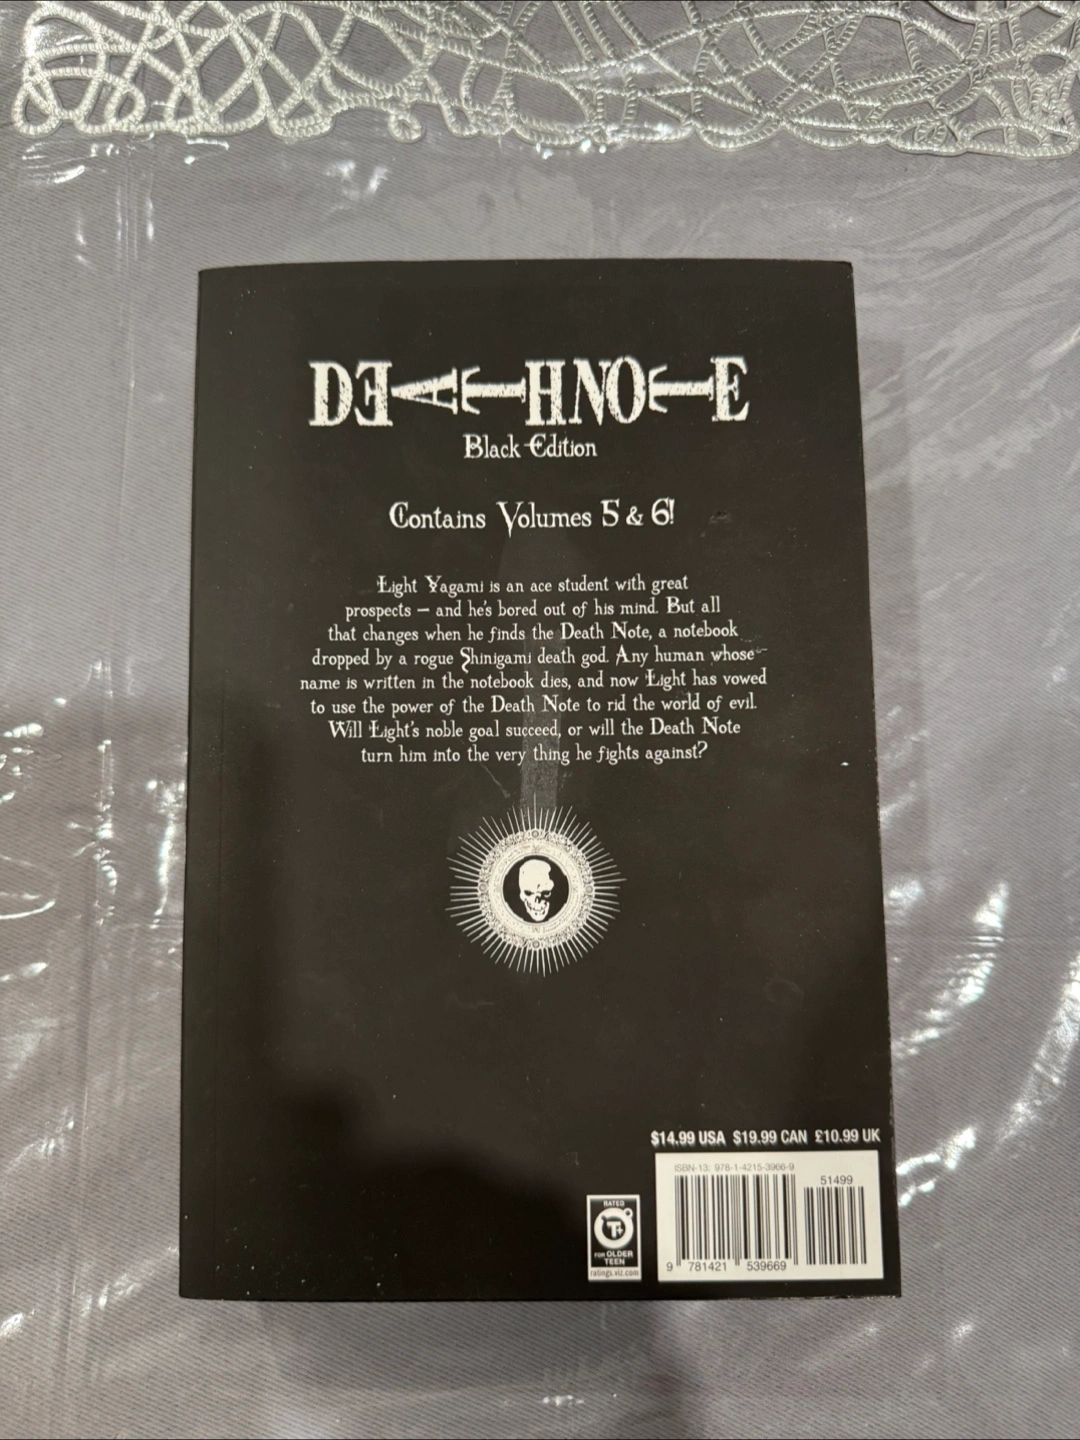 DEATH NOTE
Black Edition
Contains Volumes 5 & 6!
Light Yagami is an ace student with great
prospects — and he's bored out of his mind. But all
that changes when he finds the Death Note, a notebook
dropped by a rogue Shinigami death god. Any human whose
name is written in the notebook dies, and now Light has vowed
to use the power of the Death Note to rid the world of evil.
Will Light's noble goal succeed, or will the Death Note
turn him into the very thing he fights against?
$14.99 USA $19.99 CAN £10.99 UK
ISBN-13: 978-1-4215-3966-9
51499
9 781421 539669
RATED
T+
FOR OLDER
TEEN
ratings.viz.com